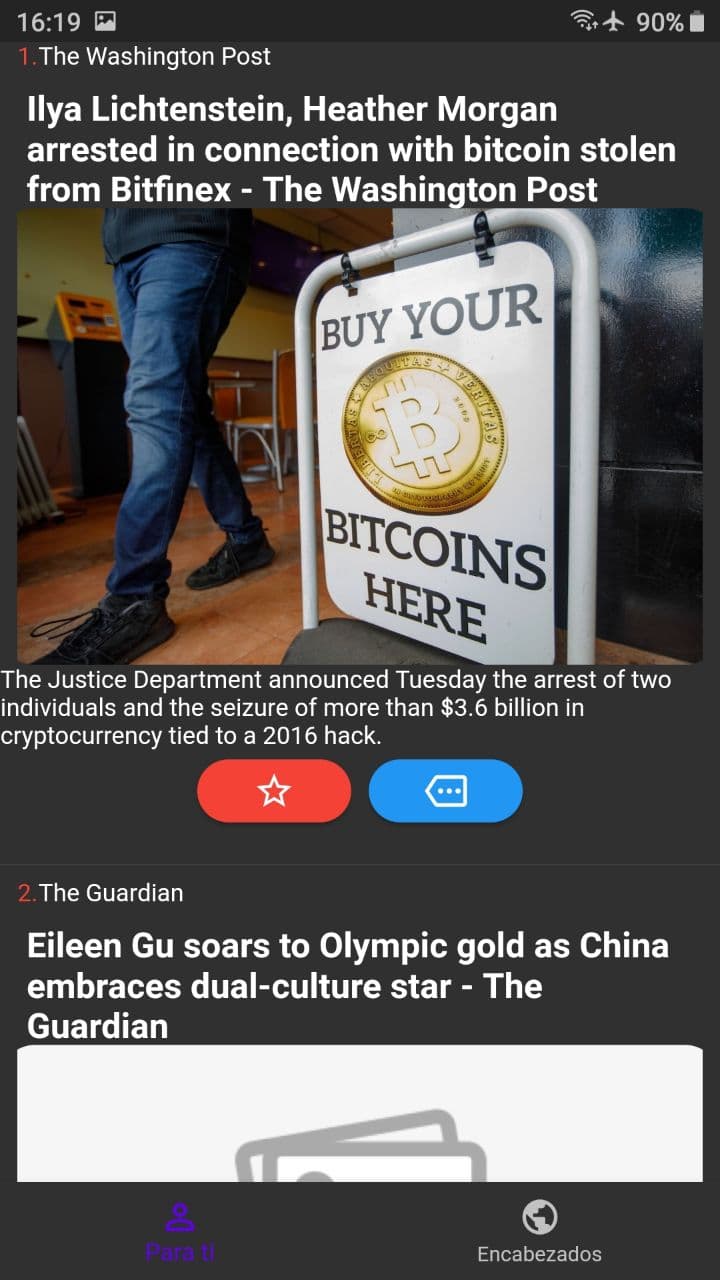 16:19 90%
1.The Washington Post
Ilya Lichtenstein, Heather Morgan
arrested in connection with bitcoin stolen
from Bitfinex - The Washington Post
BUY YOUR
LIBERTAS AEQUITAS VERITAS
BITCOINS
HERE
The Justice Department announced Tuesday the arrest of two
individuals and the seizure of more than $3.6 billion in
cryptocurrency tied to a 2016 hack.
2.The Guardian
Eileen Gu soars to Olympic gold as China
embraces dual-culture star - The
Guardian
Para ti
Encabezados